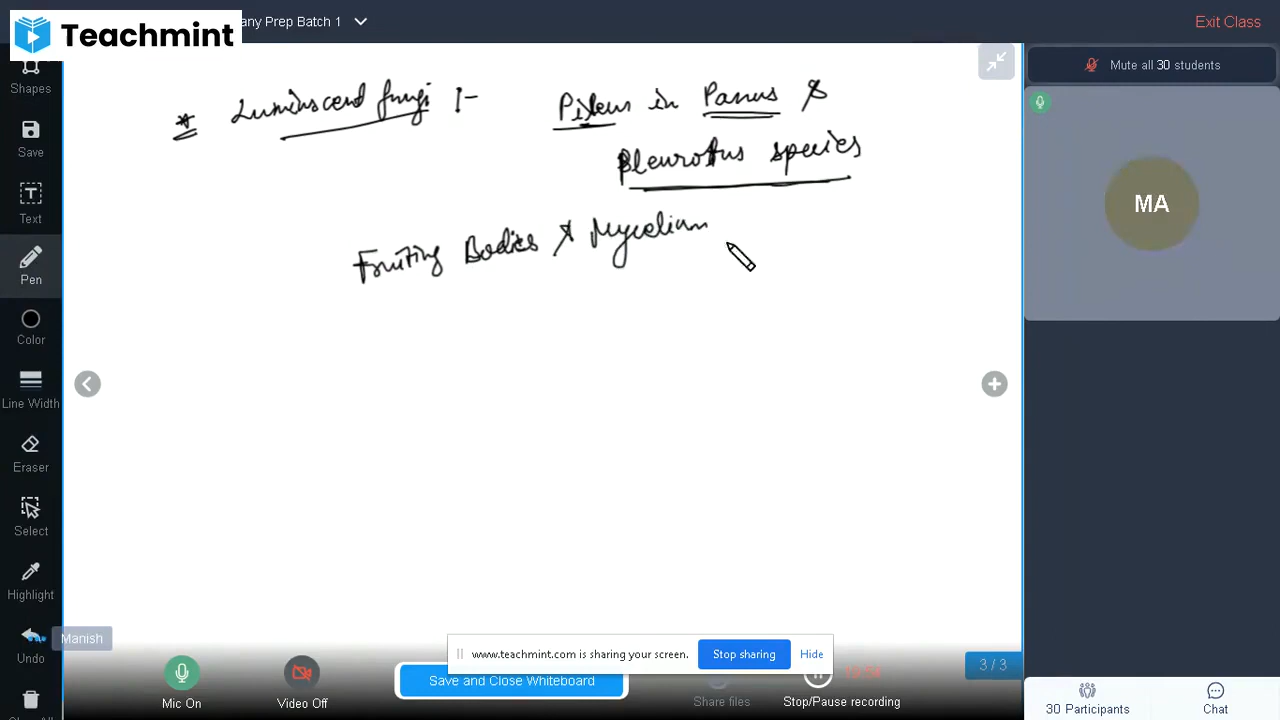 any Prep Batch 1
Exit Class
Teachmint
Mute all 30 students
Shapes
Save
Text
Pen
Color
Line Width
Eraser
Select
Highlight
Undo
Manish
MA
* Luminscend fungi :- Pileus in Panus &
Pleurotus species
Fruiting Bodies & Mycelium
www.teachmint.com is sharing your screen. Stop sharing Hide
Save and Close Whiteboard
3 / 3
Mic On
Video Off
Share files
Stop/Pause recording
30 Participants
Chat